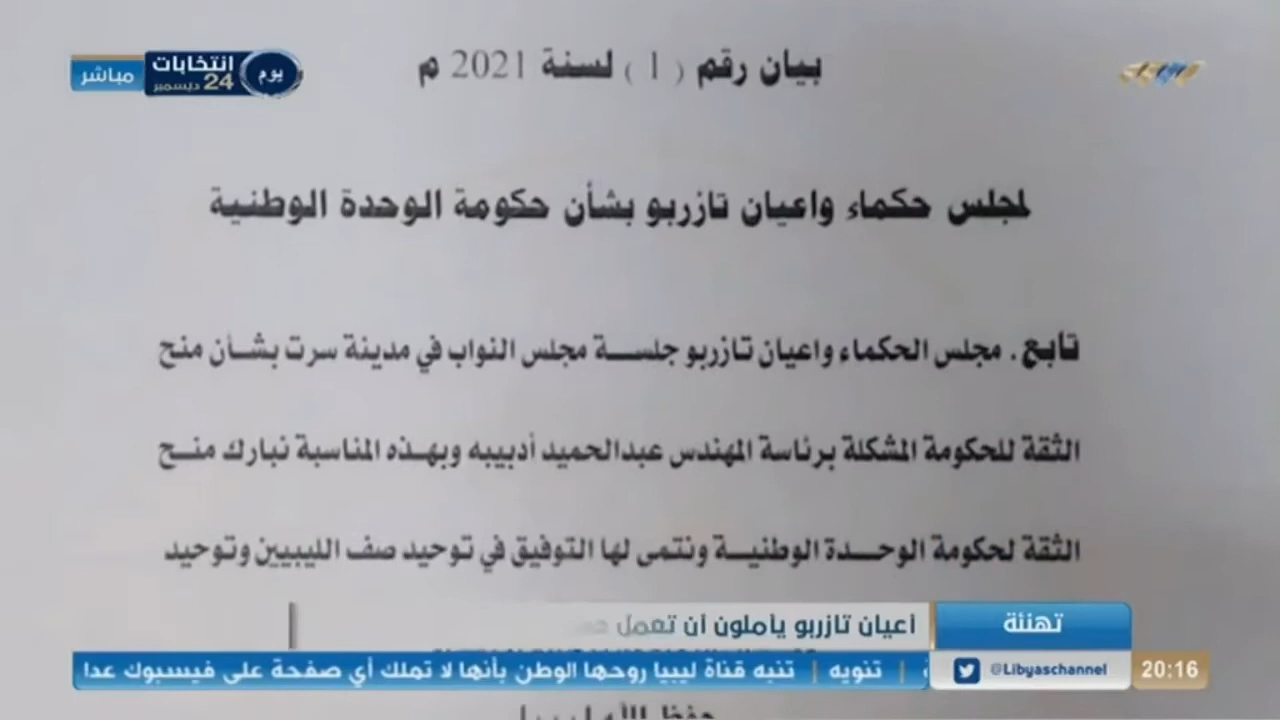 بيان رقم ( 1 ) لسنة 2021 م
مباشر
يوم
انتخابات
24 ديسمبر
لمجلس حكماء واعيان تازربو بشأن حكومة الوحدة الوطنية
تابع . مجلس الحكماء واعيان تازربو جلسة مجلس النواب في مدينة سرت بشأن منح
الثقة للحكومة المشكلة برئاسة المهندس عبدالحميد أدبيبه وبهذه المناسبة نبارك منح
الثقة لحكومة الوحدة الوطنية ونتمى لها التوفيق في توحيد صف الليبيين وتوحيد
تهنئة
أعيان تازربو يأملون أن تعمل
تنويه | تنبه قناة ليبيا روحها الوطن بأنها لا تملك أي صفحة على فيسبوك عدا
@Libyaschannel
20:16